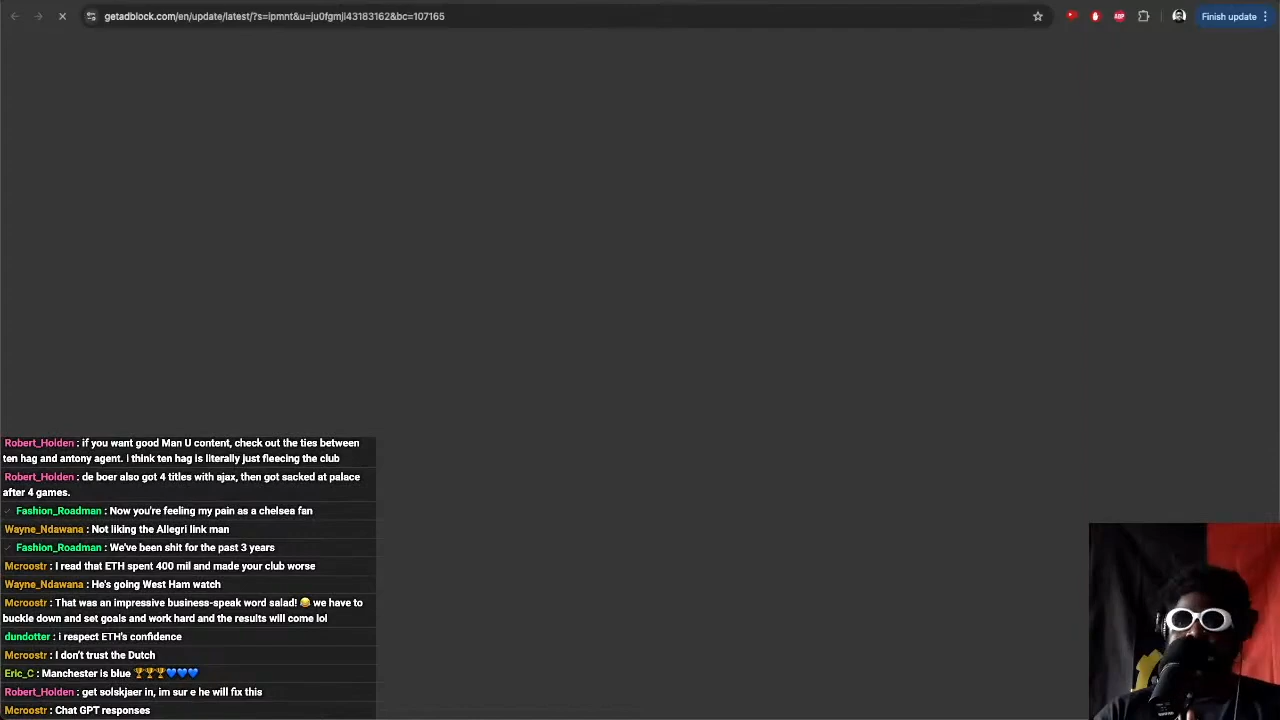 getadblock.com/en/update/latest/?s=ipmnt&u=ju0fgmjl43183162&bc=107165
ABP
Finish update
Robert_Holden : if you want good Man U content, check out the ties between
ten hag and antony agent. i think ten hag is literally just fleecing the club
Robert_Holden : de boer also got 4 titles with ajax, then got sacked at palace
after 4 games.
Fashion_Roadman : Now you're feeling my pain as a chelsea fan
Wayne_Ndawana : Not liking the Allegri link man
Fashion_Roadman : We've been shit for the past 3 years
Mcroostr : I read that ETH spent 400 mil and made your club worse
Wayne_Ndawana : He's going West Ham watch
Mcroostr : That was an impressive business-speak word salad! 😂 we have to
buckle down and set goals and work hard and the results will come lol
dundotter : i respect ETH's confidence
Mcroostr : I don't trust the Dutch
Eric_C : Manchester is blue 🏆🏆🏆💙💙💙
Robert_Holden : get solskjaer in, im sur e he will fix this
Mcroostr : Chat GPT responses